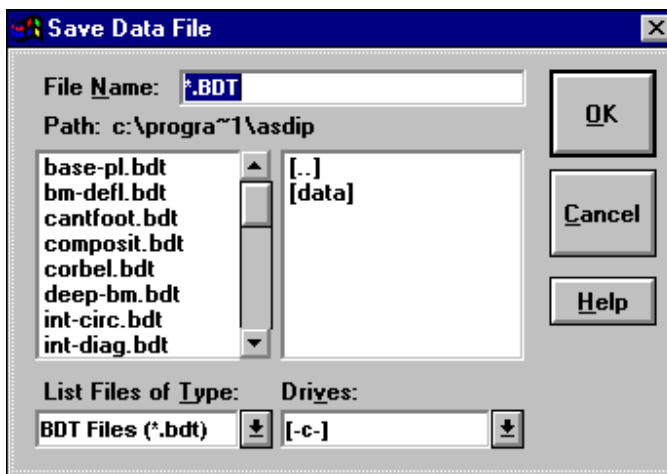 Save Data File
File Name: *.BDT
Path: c:\progra~1\asdip
base-pl.bdt
bm-defl.bdt
cantfoot.bdt
composit.bdt
corbel.bdt
deep-bm.bdt
int-circ.bdt
int-diag.bdt
[..]
[data]
OK
Cancel
Help
List Files of Type:
BDT Files (*.bdt)
Drives:
[-c-]